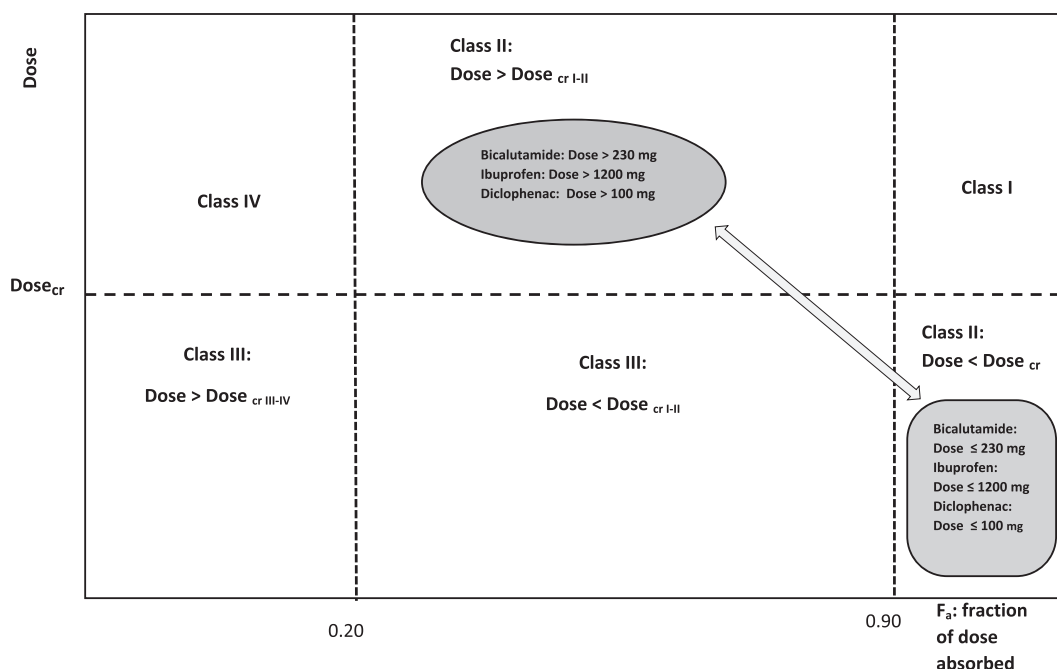 Dose
Class II:
Dose > Dose cr I-II
Bicalutamide: Dose > 230 mg
Ibuprofen: Dose > 1200 mg
Diclophenac: Dose > 100 mg
Class IV
Class I
Dosecr
Class III:
Dose > Dose cr III-IV
Class III:
Dose < Dose cr I-II
Class II:
Dose < Dose cr
Bicalutamide:
Dose ≤ 230 mg
Ibuprofen:
Dose ≤ 1200 mg
Diclophenac:
Dose ≤ 100 mg
0.20
0.90
Fa: fraction
of dose
absorbed